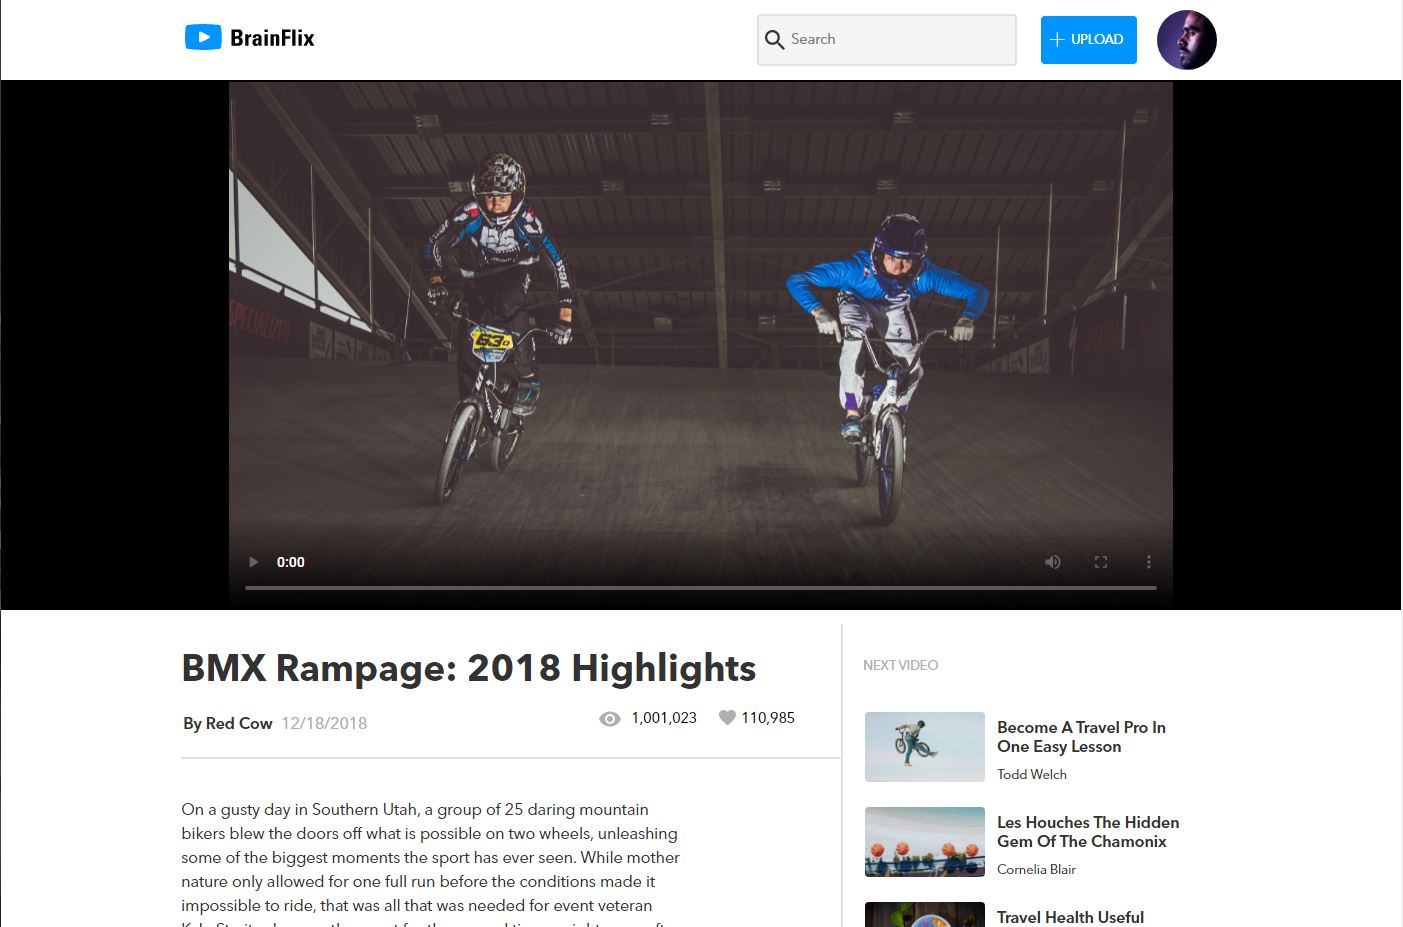 BrainFlix
Search
UPLOAD
SPECIALIZED
0:00
BMX Rampage: 2018 Highlights
By Red Cow 12/18/2018
1,001,023
110,985
On a gusty day in Southern Utah, a group of 25 daring mountain
bikers blew the doors off what is possible on two wheels, unleashing
some of the biggest moments the sport has ever seen. While mother
nature only allowed for one full run before the conditions made it
impossible to ride, that was all that was needed for event veteran
NEXT VIDEO
Become A Travel Pro In
One Easy Lesson
Todd Welch
Les Houches The Hidden
Gem Of The Chamonix
Cornelia Blair
Travel Health Useful